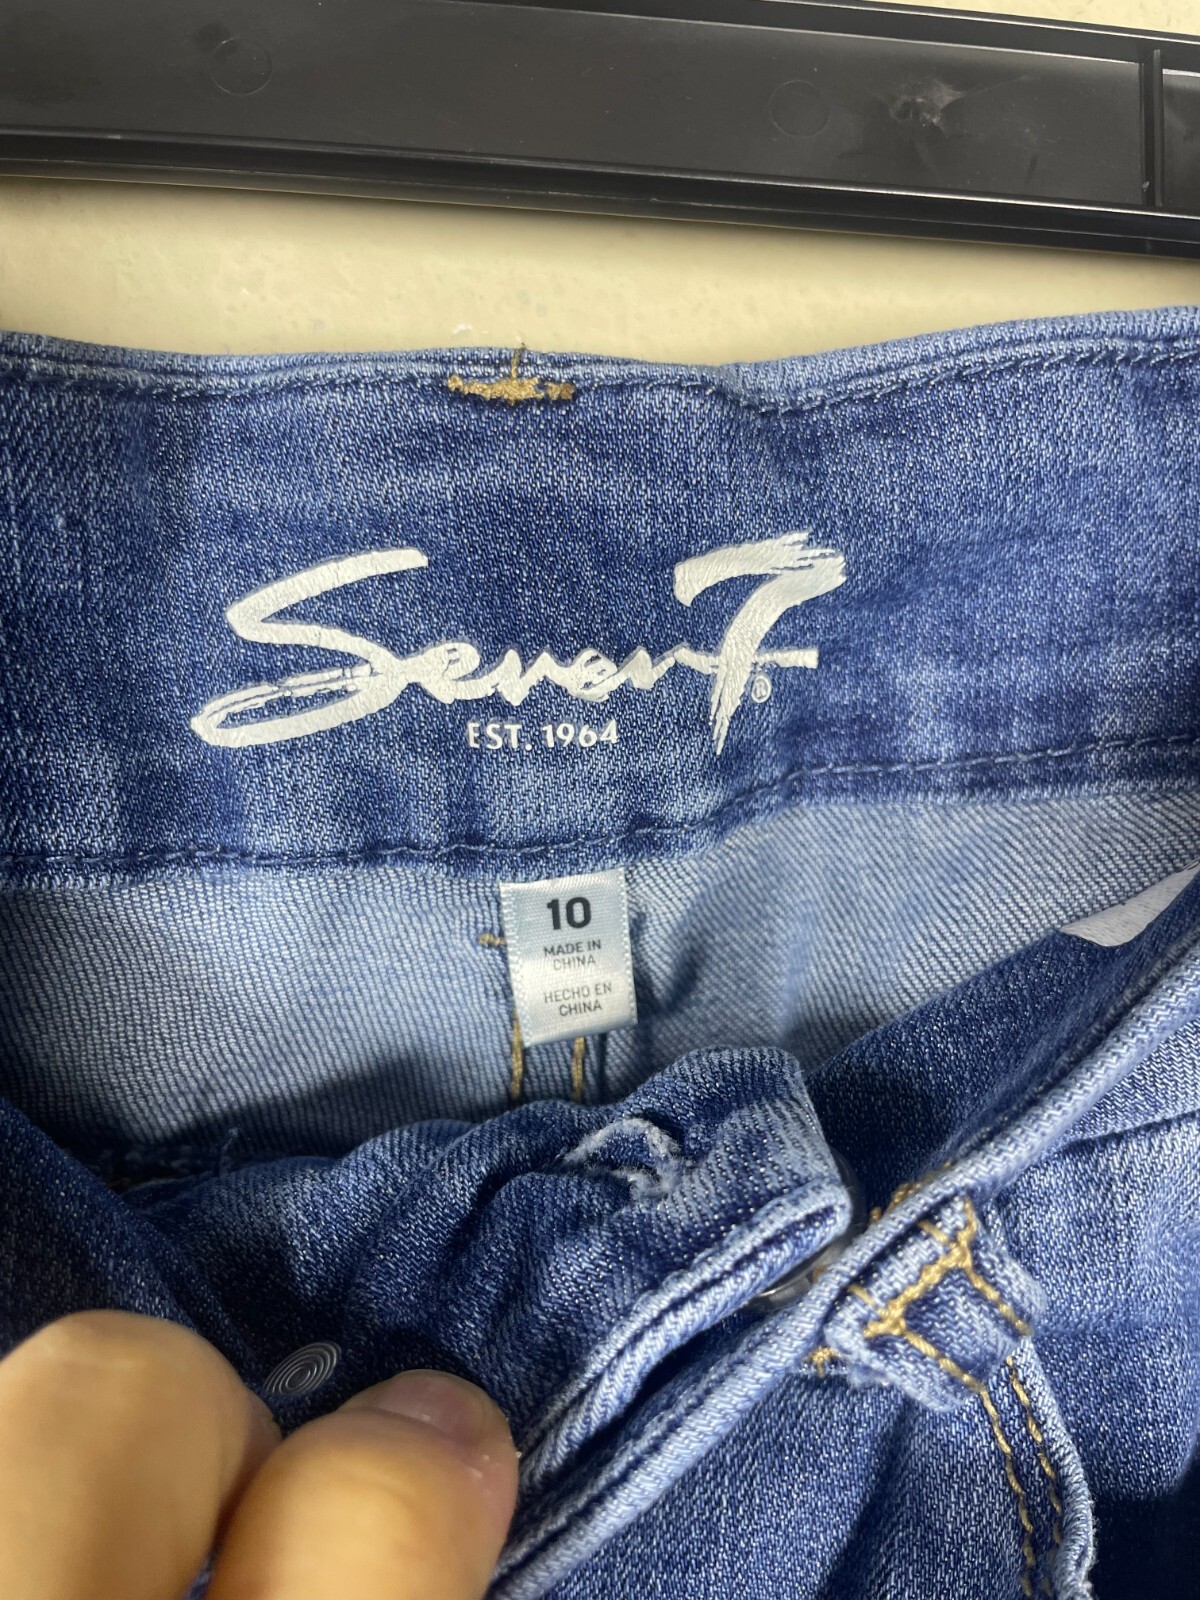 Seven7®
EST. 1964
10
MADE IN
CHINA
HECHO EN
CHINA